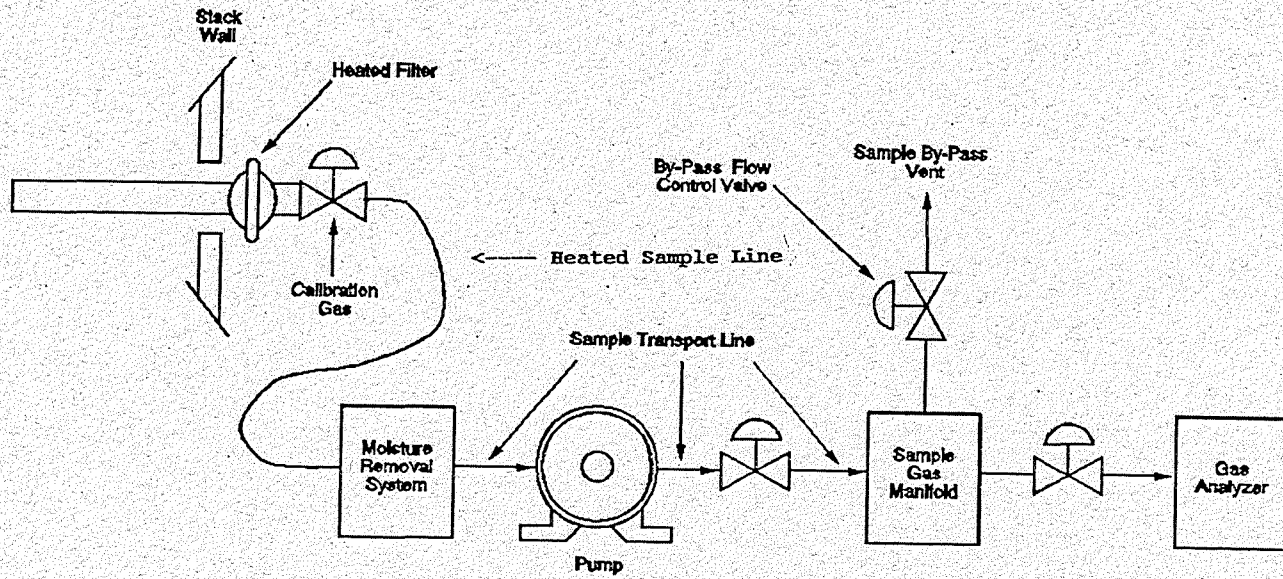 Stack
Wall
Heated Filter
By-Pass Flow
Control Valve
Sample By-Pass
Vent
<—— Heated Sample Line
Calibration
Gas
Sample Transport Line
Moisture
Removal
System
Sample
Gas
Manifold
Gas
Analyzer
Pump